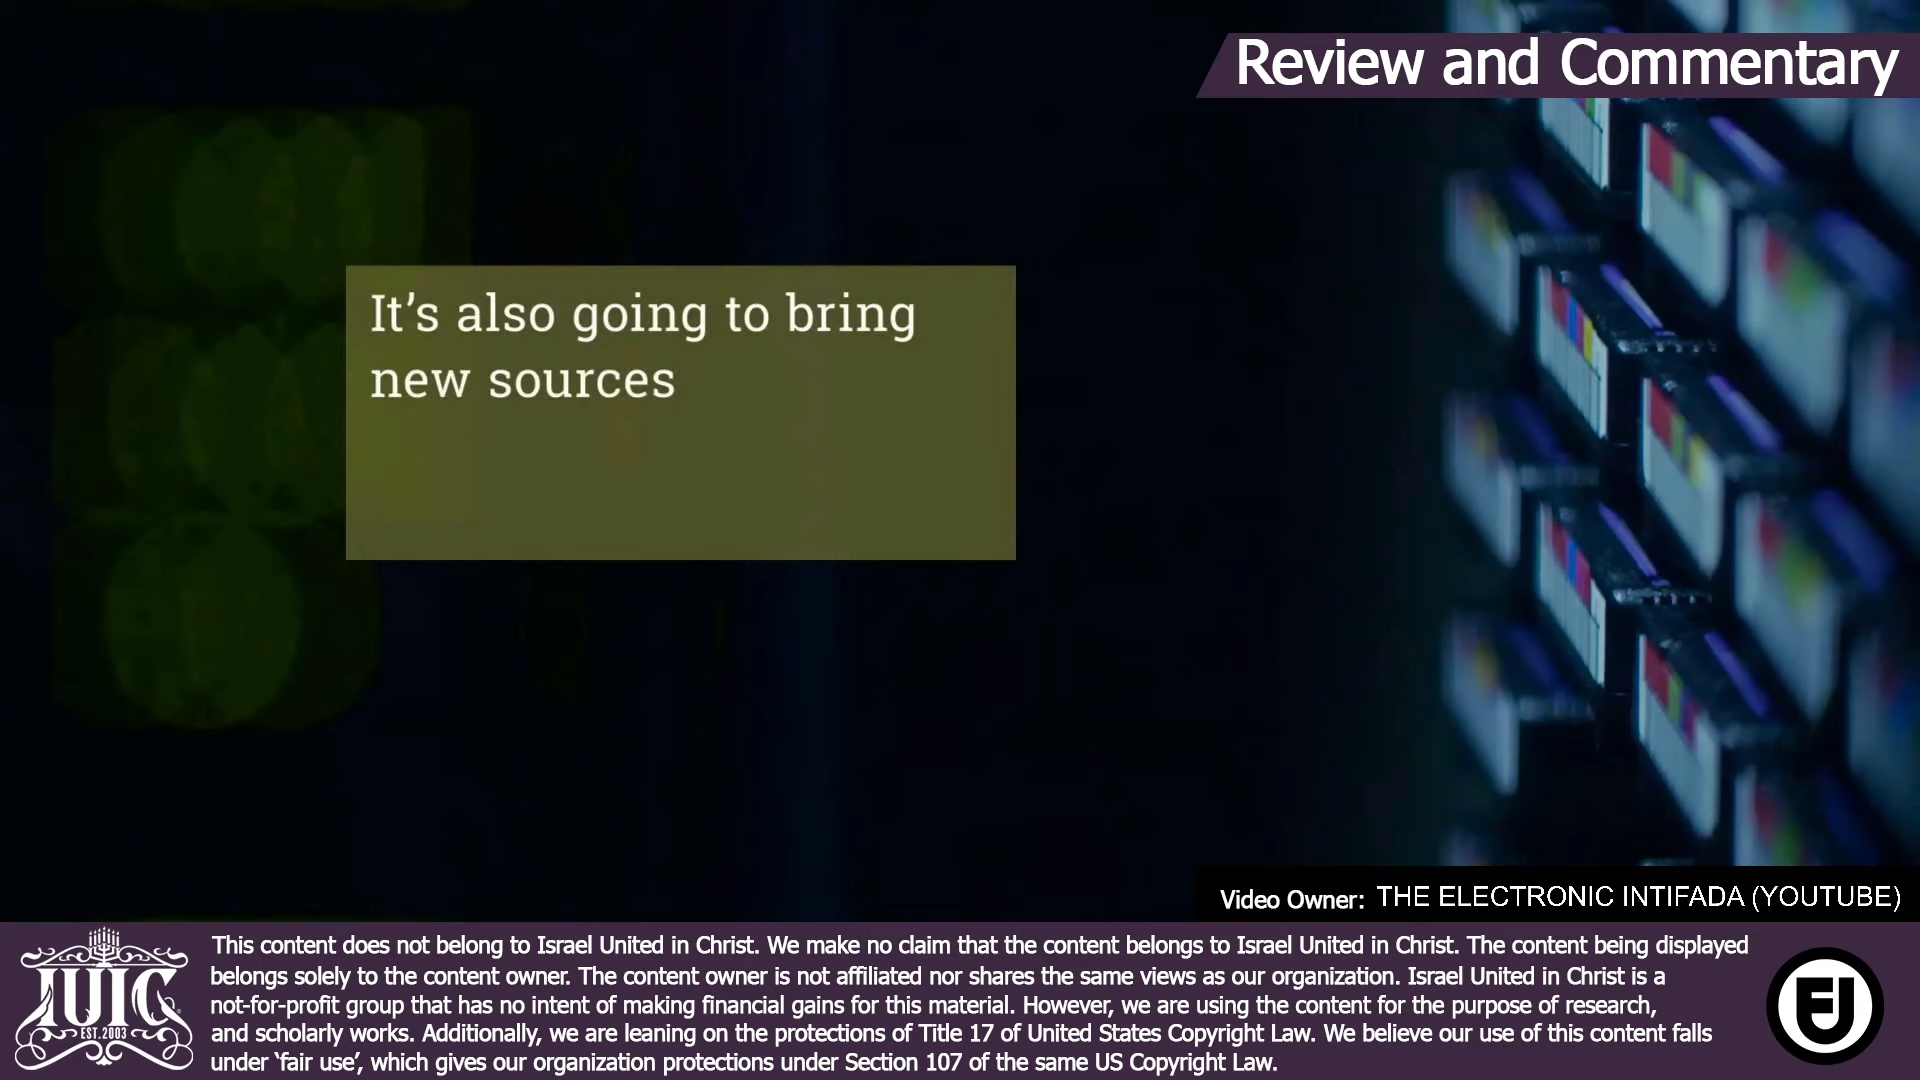 Review and Commentary
It’s also going to bring
new sources
Video Owner: THE ELECTRONIC INTIFADA (YOUTUBE)
This content does not belong to Israel United in Christ. We make no claim that the content belongs to Israel United in Christ. The content being displayed
belongs solely to the content owner. The content owner is not affiliated nor shares the same views as our organization. Israel United in Christ is a
not-for-profit group that has no intent of making financial gains for this material. However, we are using the content for the purpose of research,
and scholarly works. Additionally, we are leaning on the protections of Title 17 of United States Copyright Law. We believe our use of this content falls
under ‘fair use’, which gives our organization protections under Section 107 of the same US Copyright Law.
IUIC
EST. 2003
EJ